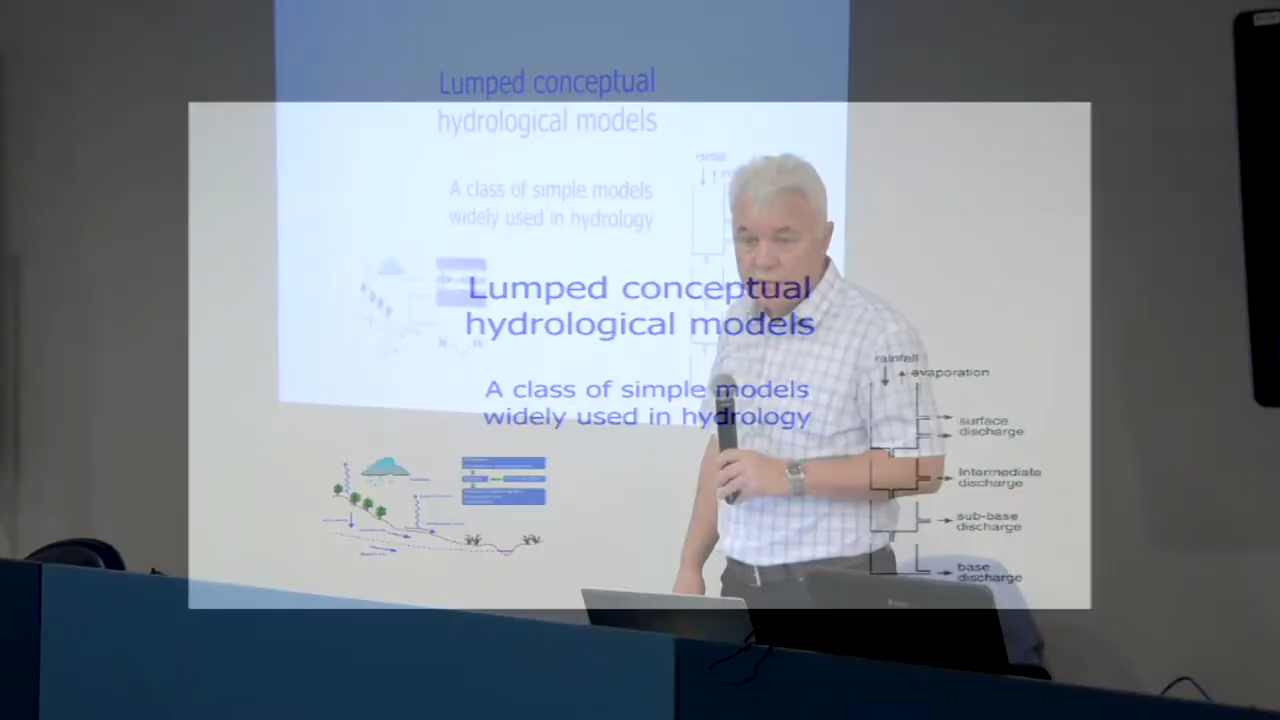 Lumped conceptual
hydrological models
A class of simple models
widely used in hydrology
rainfall
Lumped conceptual
hydrological models
A class of simple models
widely used in hydrology
rainfall
evaporation
surface
discharge
Intermediate
discharge
sub-base
discharge
base
discharge